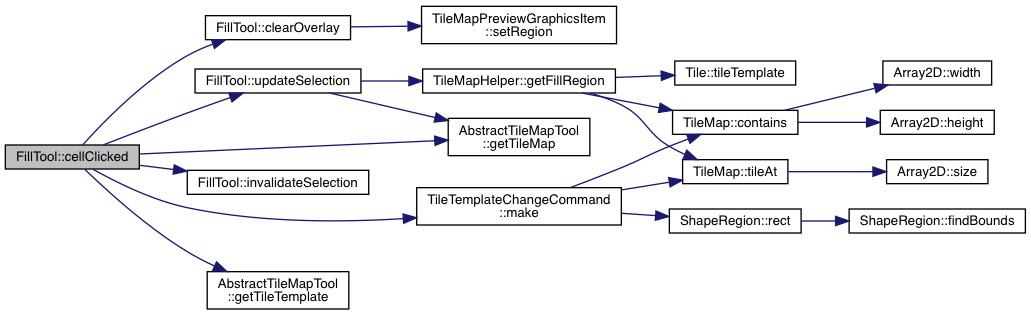 FillTool::cellClicked
FillTool::clearOverlay
TileMapPreviewGraphicsItem
::setRegion
FillTool::updateSelection
TileMapHelper::getFillRegion
Tile::tileTemplate
Array2D::width
TileMap::contains
Array2D::height
AbstractTileMapTool
::getTileMap
TileMap::tileAt
Array2D::size
FillTool::invalidateSelection
TileTemplateChangeCommand
::make
ShapeRegion::rect
ShapeRegion::findBounds
AbstractTileMapTool
::getTileTemplate